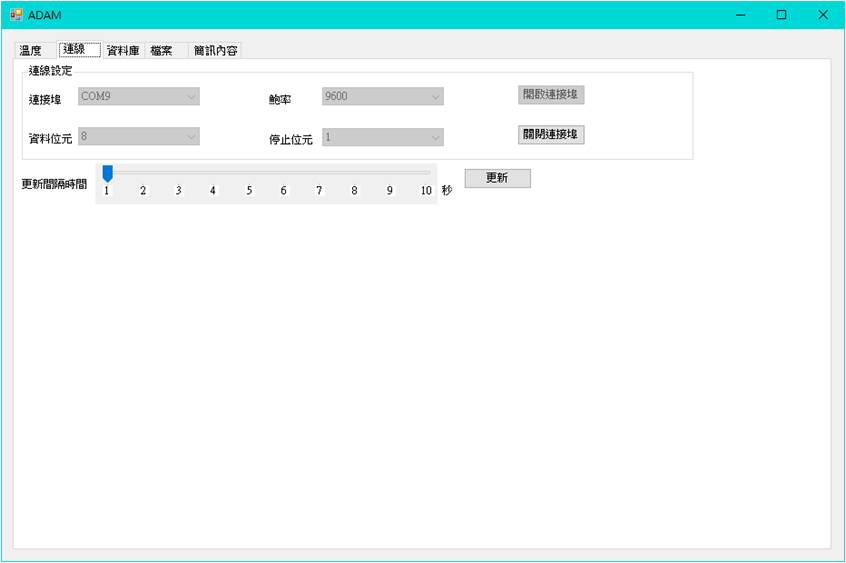 ADAM
溫度 連線 資料庫 檔案 簡訊內容
連線設定
連接埠 COM9 鮑率 9600 開啟連接埠
資料位元 8 停止位元 1 關閉連接埠
更新間隔時間 1 2 3 4 5 6 7 8 9 10 秒 更新